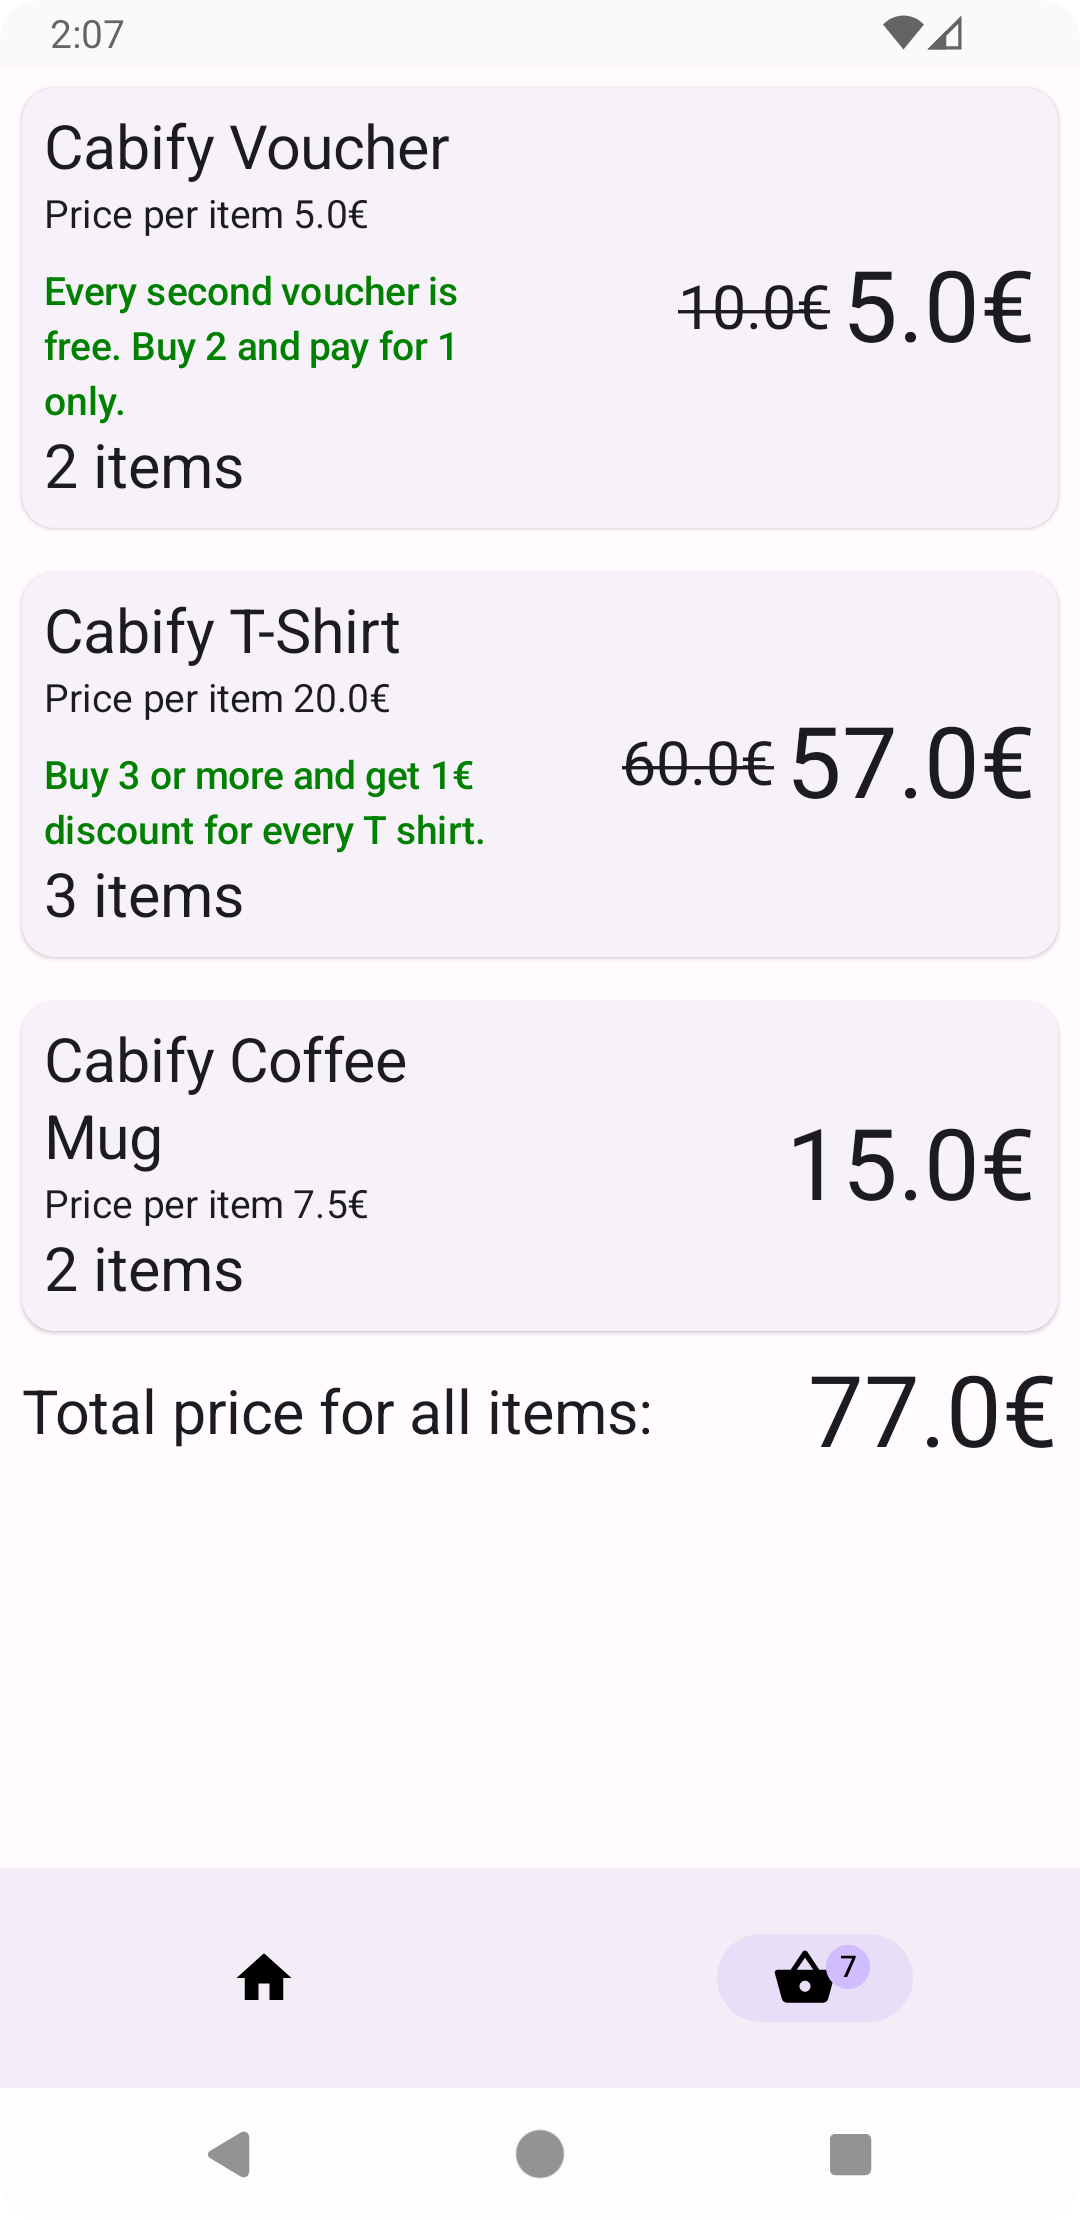 2:07
Cabify Voucher
Price per item 5.0€
Every second voucher is
free. Buy 2 and pay for 1
only.
10.0€ 5.0€
2 items
Cabify T-Shirt
Price per item 20.0€
60.0€ 57.0€
Buy 3 or more and get 1€
discount for every T shirt.
3 items
Cabify Coffee
Mug
15.0€
Price per item 7.5€
2 items
Total price for all items: 77.0€
7